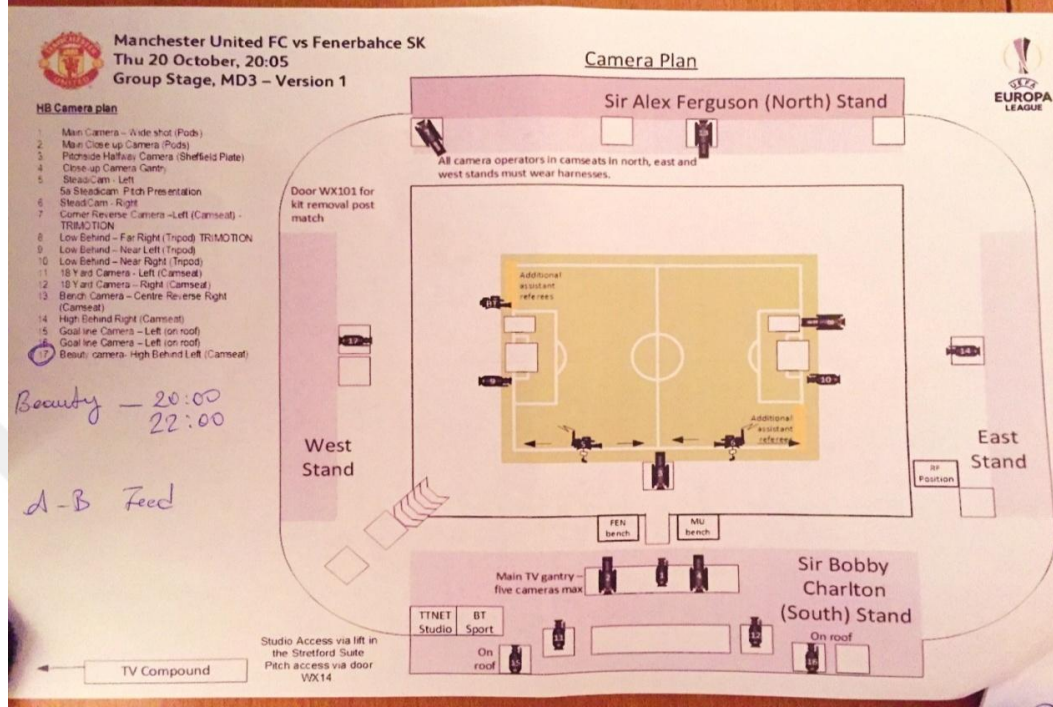 Manchester United FC vs Fenerbahce SK
Thu 20 October, 20:05
Group Stage, MD3 – Version 1
Camera Plan
UEFA
EUROPA
LEAGUE
HB Camera plan
1 Main Camera – Wide shot (Pods)
2 Main Close up Camera (Pods)
3 Pitchside Halfway Camera (Sheffield Plate)
4 Close-up Camera Gantry
5 SteadiCam - Left
5a Steadicam Pitch Presentation
6 SteadiCam - Right
7 Corner Reverse Camera –Left (Camseat) -
TRIMOTION
8 Low Behind – Far Right (Tripod) TRIMOTION
9 Low Behind – Near Left (Tripod)
10 Low Behind – Near Right (Tripod)
11 18 Yard Camera - Left (Camseat)
12 18 Yard Camera – Right (Camseat)
13 Bench Camera – Centre Reverse Right
(Camseat)
14 High Behind Right (Camseat)
15 Goal line Camera – Left (on roof)
16 Goal line Camera – Left (on roof)
17 Beauty camera- High Behind Left (Camseat)
Beauty – 20:00
22:00
A-B Feed
Sir Alex Ferguson (North) Stand
All camera operators in camseats in north, east and
west stands must wear harnesses.
Door WX101 for
kit removal post
match
Additional
assistant
referees
17
9
10
14
Additional
assistant
referees
West
Stand
East
Stand
RF
Position
FEN
bench
MU
bench
Main TV gantry –
five cameras max
Sir Bobby
Charlton
(South) Stand
TTNET
Studio
BT
Sport
13
12
On
roof
15
On roof
16
Studio Access via lift in
the Stretford Suite
Pitch access via door
WX14
TV Compound